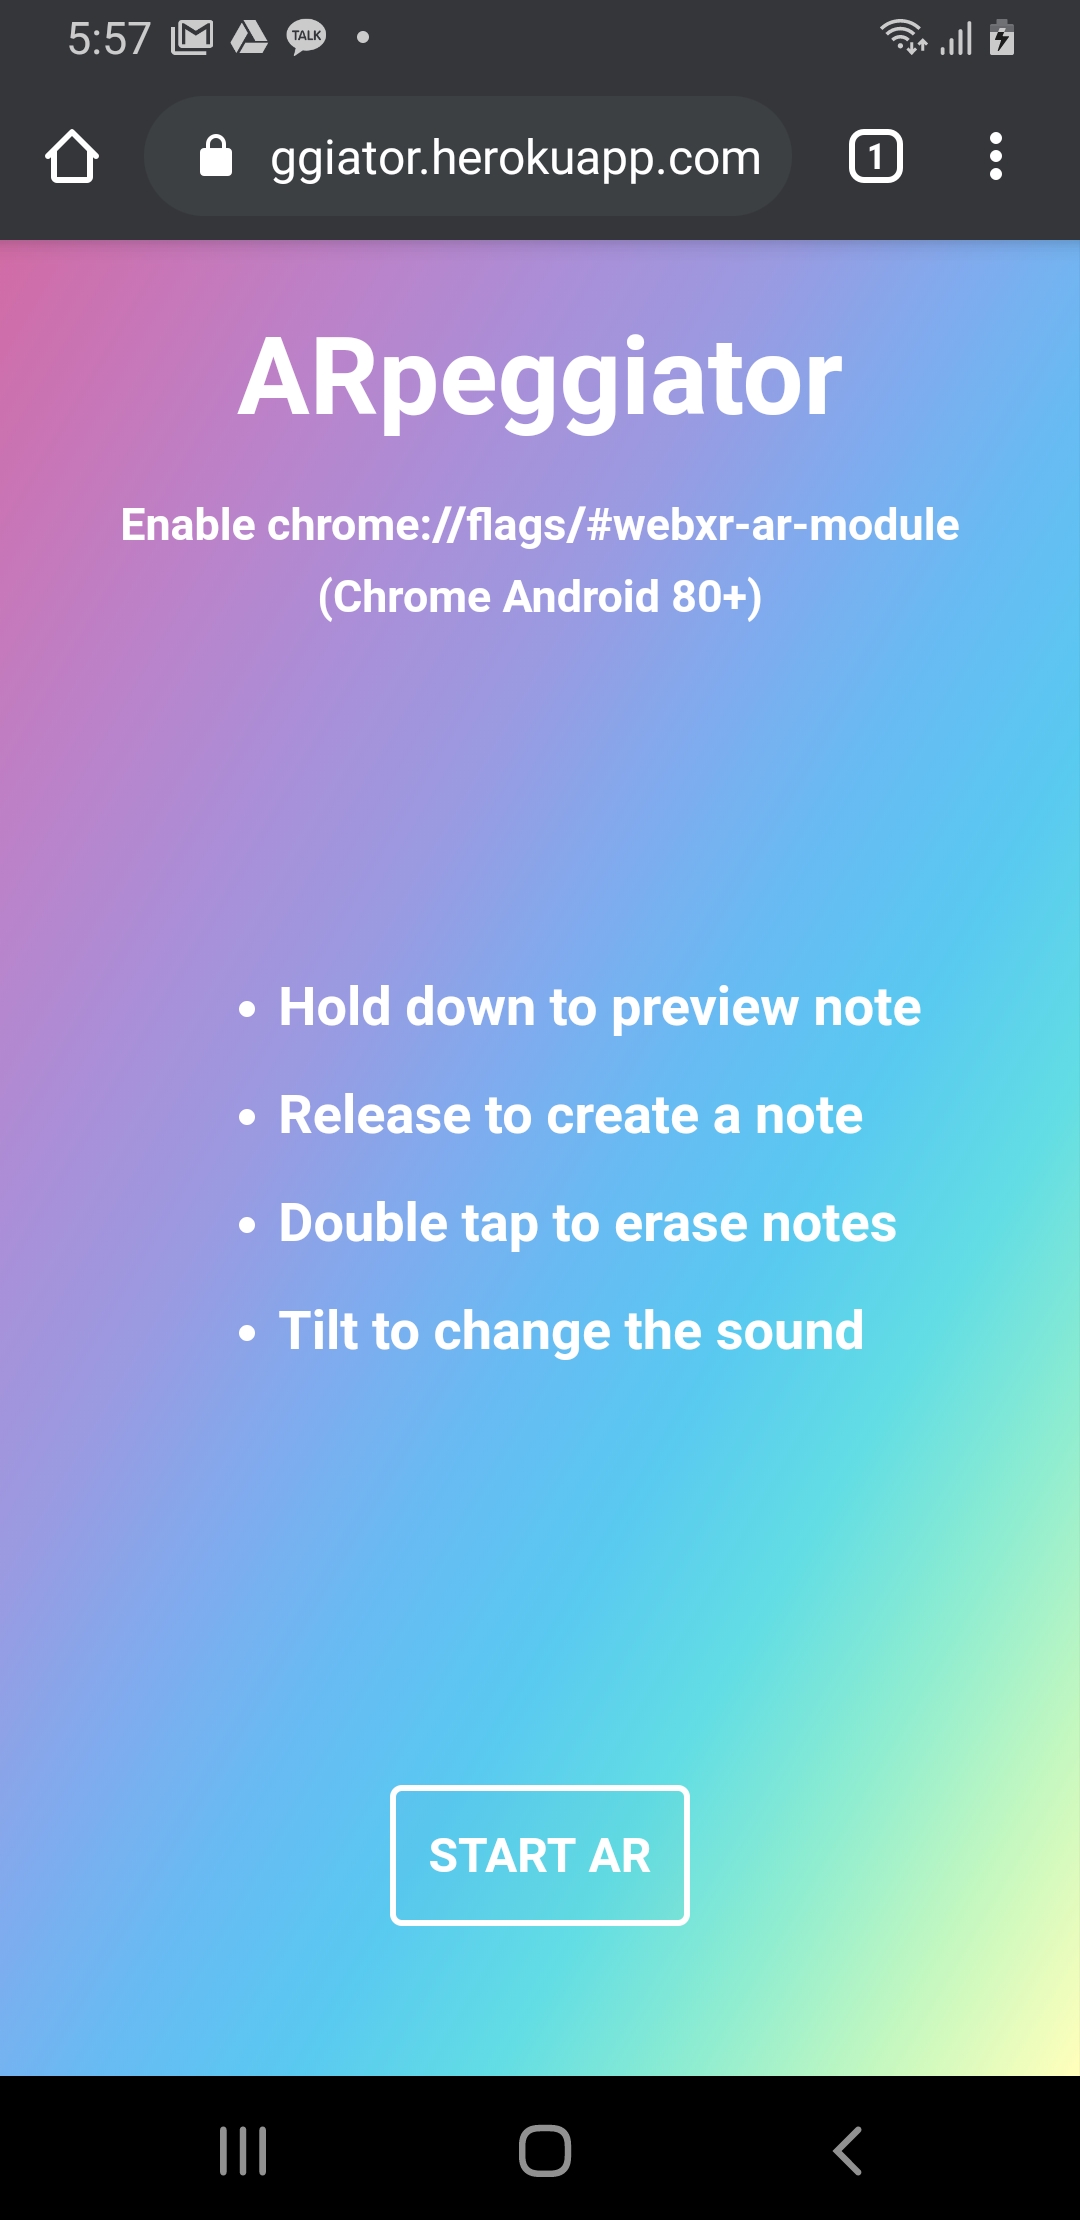 5:57
TALK
ggiator.herokuapp.com
1
ARpeggiator
Enable chrome://flags/#webxr-ar-module
(Chrome Android 80+)
• Hold down to preview note
• Release to create a note
• Double tap to erase notes
• Tilt to change the sound
START AR